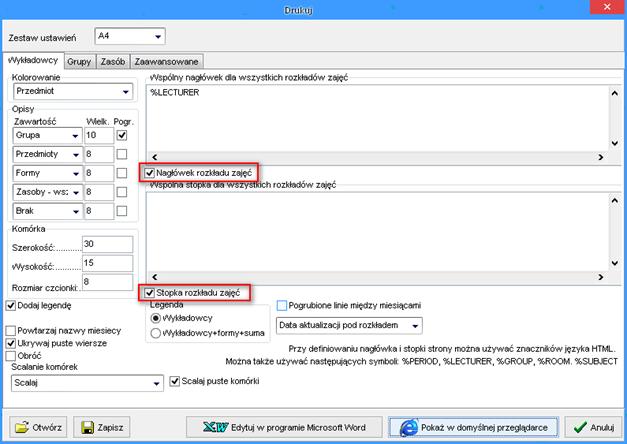 Drukuj
Zestaw ustawień A4
Wykładowcy Grupy Zasób Zaawansowane
Kolorowanie
Przedmiot
Opisy
Zawartość Wielk. Pogr.
Grupa 10
Przedmioty 8
Formy 8
Zasoby - wsz 8
Brak 8
Komórka
Szerokość:........... 30
Wysokość:........... 15
Rozmiar czcionki: 8
Wspólny nagłówek dla wszystkich rozkładów zajęć
%LECTURER
Nagłówek rozkładu zajęć
Wspólna stopka dla wszystkich rozkładów zajęć
Stopka rozkładu zajęć
Dodaj legendę
Powtarzaj nazwy miesiecy
Ukrywaj puste wiersze
Obróć
Scalanie komórek
Scalaj
Scalaj puste komórki
Legenda
Wykładowcy
Wykładowcy+formy+suma
Pogrubione linie między miesiącami
Data aktualizacji pod rozkładem
Przy definiowaniu nagłówka i stopki strony można używać znaczników języka HTML.
Można także używać następujących symboli: %PERIOD, %LECTURER, %GROUP, %ROOM. %SUBJECT
Otwórz Zapisz Edytuj w programie Microsoft Word Pokaż w domyślnej przeglądarce Anuluj